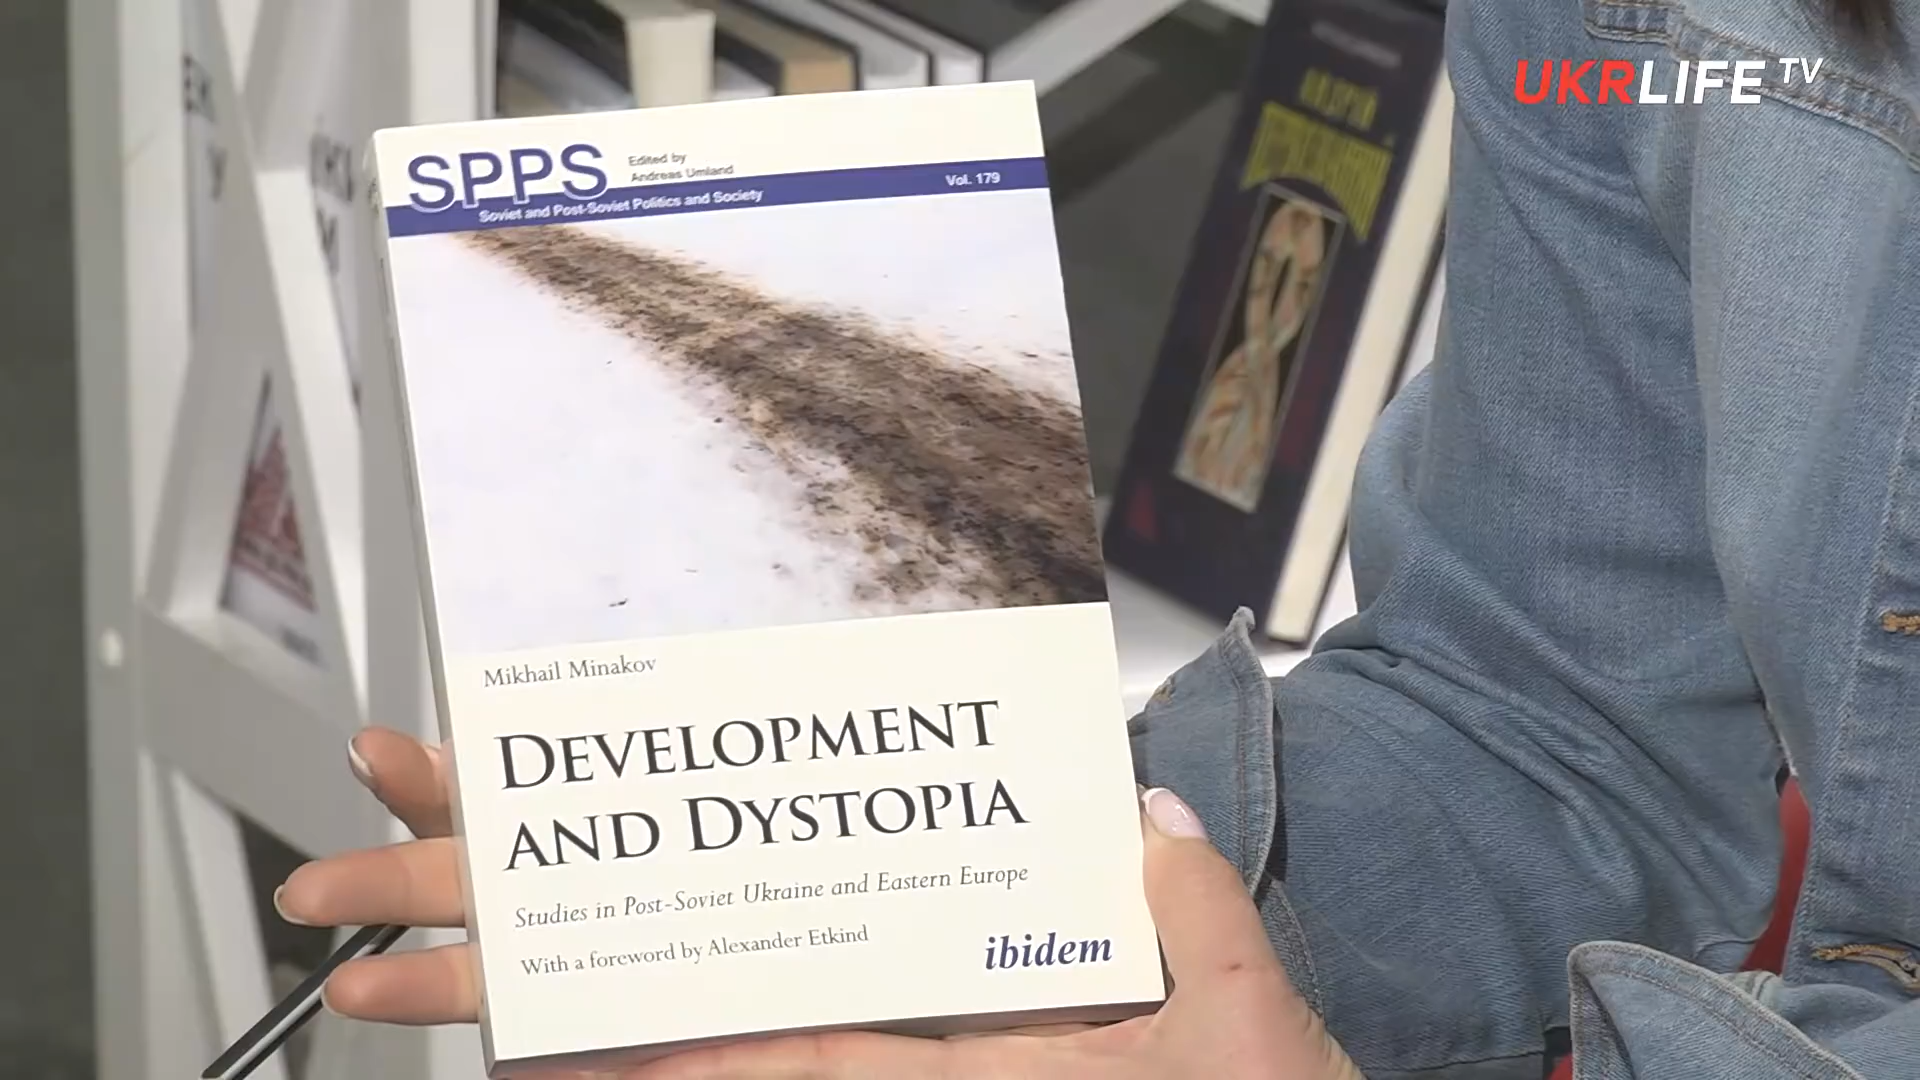 UKRLIFE TV
SPPS
Edited by
Andreas Umland
Soviet and Post-Soviet Politics and Society
Vol. 179
Mikhail Minakov
DEVELOPMENT
AND DYSTOPIA
Studies in Post-Soviet Ukraine and Eastern Europe
With a foreword by Alexander Etkind
ibidem